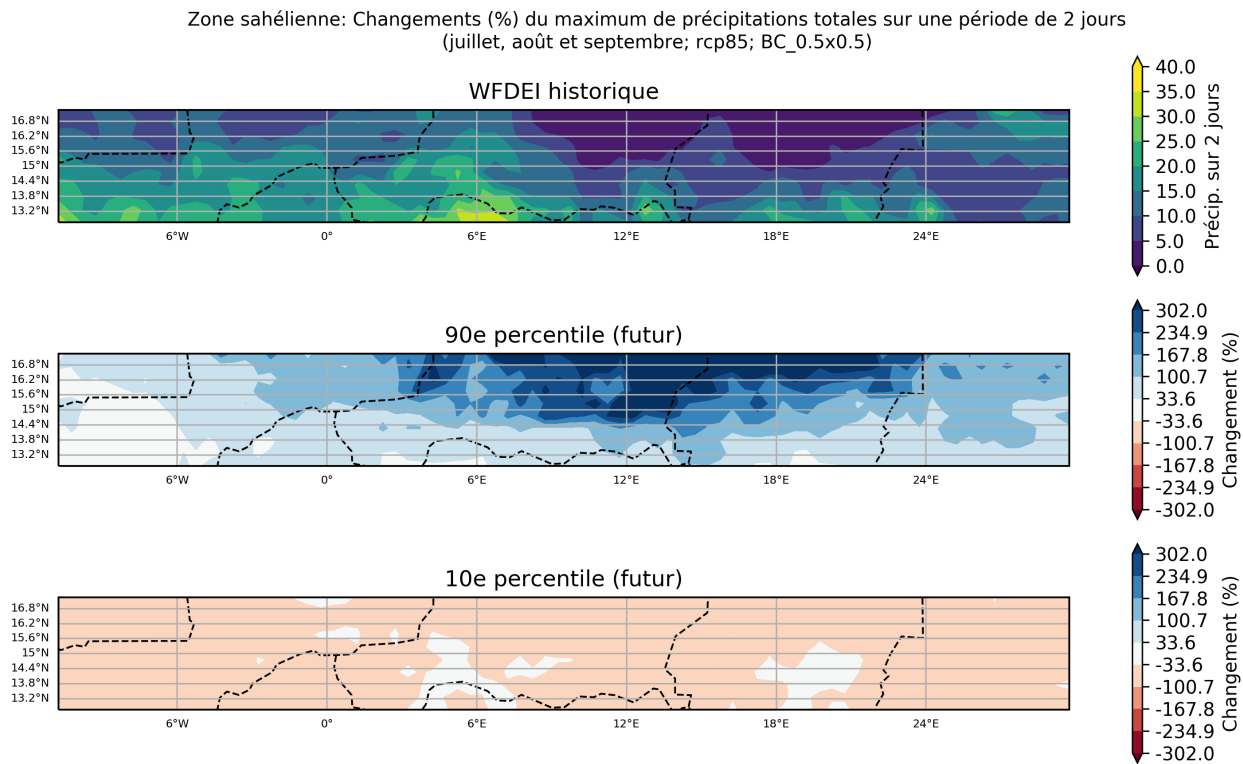 Zone sahélienne: Changements (%) du maximum de précipitations totales sur une période de 2 jours
(juillet, août et septembre; rcp85; BC_0.5x0.5)
WFDEI historique
16.8°N
16.2°N
15.6°N
15°N
14.4°N
13.8°N
13.2°N
6°W 0° 6°E 12°E 18°E 24°E
40.0
35.0
30.0
25.0
20.0
15.0
10.0
5.0
0.0
Précip. sur 2 jours
90e percentile (futur)
16.8°N
16.2°N
15.6°N
15°N
14.4°N
13.8°N
13.2°N
6°W 0° 6°E 12°E 18°E 24°E
302.0
234.9
167.8
100.7
33.6
-33.6
-100.7
-167.8
-234.9
-302.0
Changement (%)
10e percentile (futur)
16.8°N
16.2°N
15.6°N
15°N
14.4°N
13.8°N
13.2°N
6°W 0° 6°E 12°E 18°E 24°E
302.0
234.9
167.8
100.7
33.6
-33.6
-100.7
-167.8
-234.9
-302.0
Changement (%)